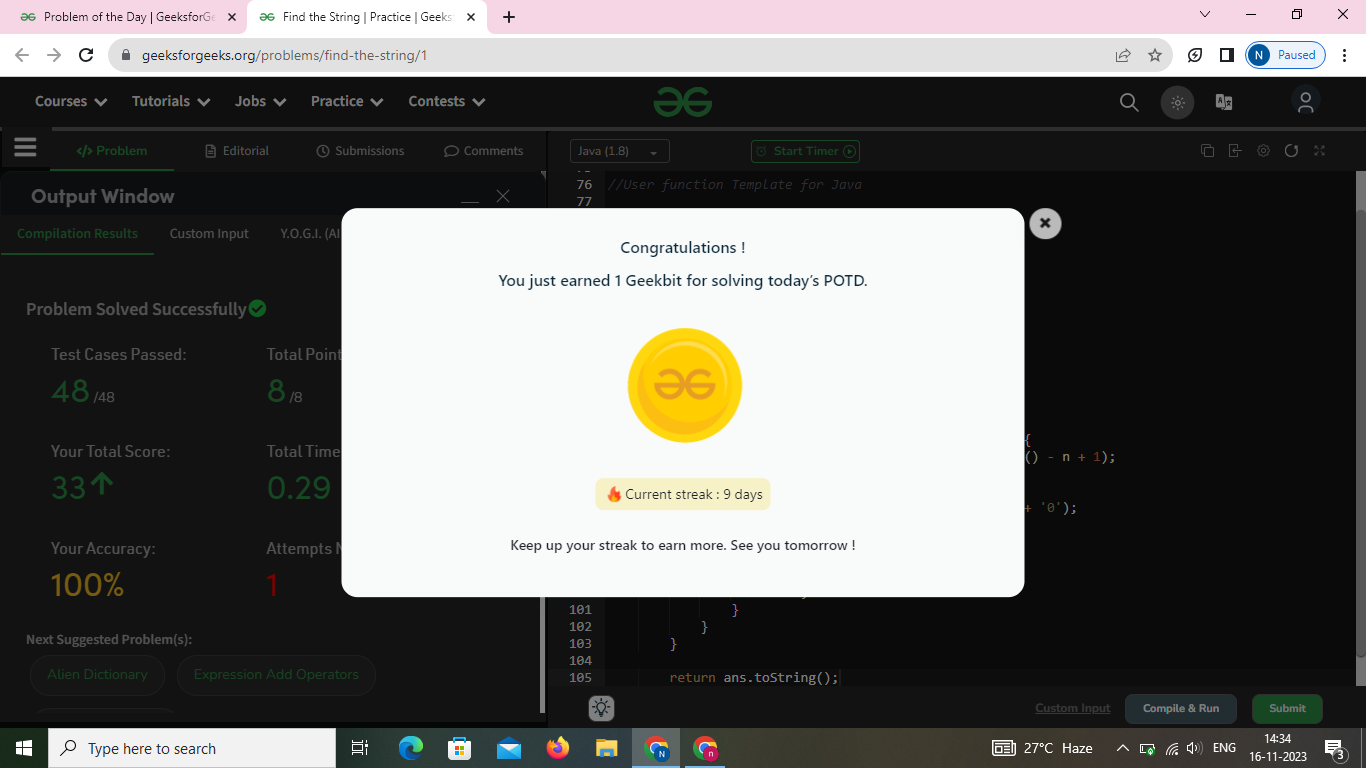 Problem of the Day | GeeksforGe
Find the String | Practice | Geeks
geeksforgeeks.org/problems/find-the-string/1
N Paused
Courses Tutorials Jobs Practice Contests
Problem Editorial Submissions Comments
Java (1.8) Start Timer
Output Window
76 //User function Template for Java
77
Compilation Results Custom Input Y.O.G.I. (AI
Congratulations !
You just earned 1 Geekbit for solving today's POTD.
Current streak : 9 days
Keep up your streak to earn more. See you tomorrow !
Problem Solved Successfully
Test Cases Passed: Total Point
48 /48 8 /8
Your Total Score: Total Time
33 0.29
Your Accuracy: Attempts N
100% 1
Next Suggested Problem(s):
Alien Dictionary Expression Add Operators
{
() - n + 1);
+ '0');
101 }
102 }
103 }
104
105 return ans.toString();
Custom Input Compile & Run Submit
Type here to search
N n 27°C Haze ENG 14:34
16-11-2023 3